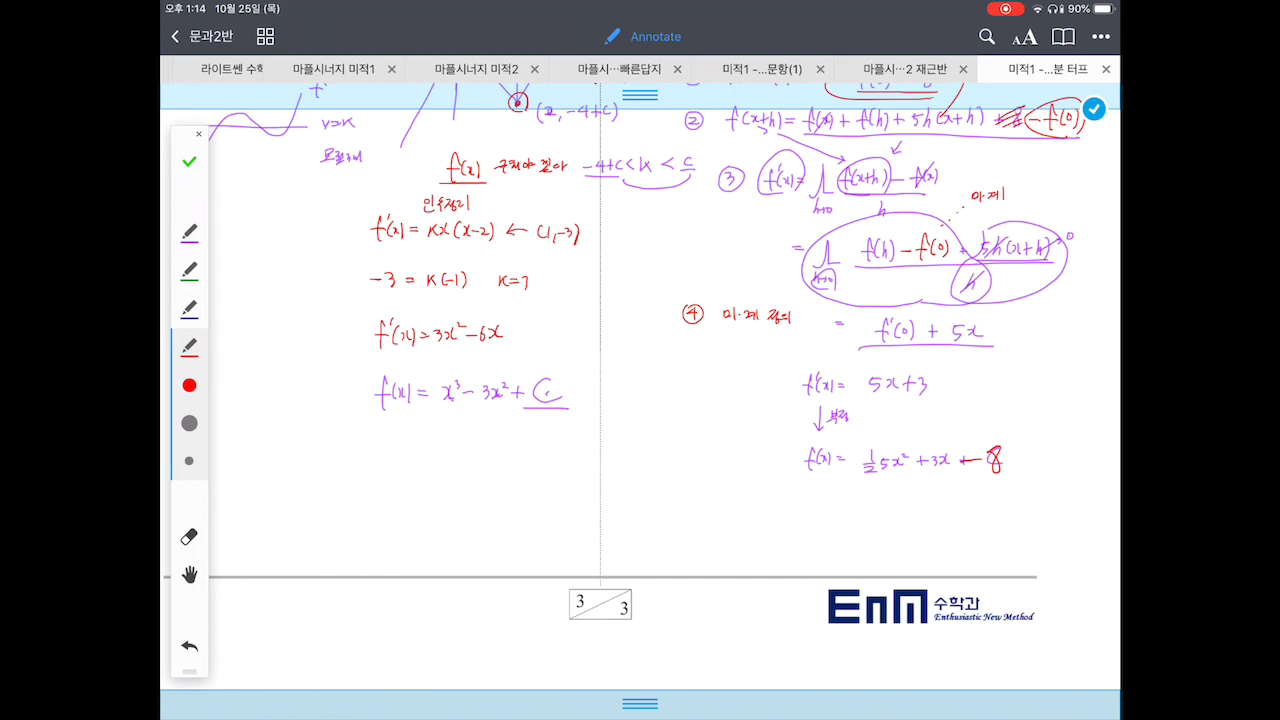 오후 1:14 10월 25일 (목)
90%
문과2반
Annotate
AA
라이트쎈 수학
마플시너지 미적1
마플시너지 미적2
마플시…빠른답지
미적1 -…문항(1)
마플시…2 재근반
미적1 -…분 터프
y=k
(2, -4+C)
f(x) 구해야 같아 -4+C < k < C
인수정리
f'(x) = Kx(x-2) ← (1, -3)
-3 = K(-1) K=3
f'(x) = 3x² - 6x
f(x) = x³ - 3x² + C
② f(x+h) = f(x) + f(h) + 5h(x+h) - f(0)
③ f'(x) = L h→0 f(x+h) - f(x) / h
미·계
= L h→0 f(h) - f(0) + 5h(x+h) / h
④ 미·계 정의 = f'(0) + 5x
f'(x) = 5x+3
↓ 부정
f(x) = 1/2 5x² + 3x - 8
3
3
EnM 수학과
Enthusiastic New Method